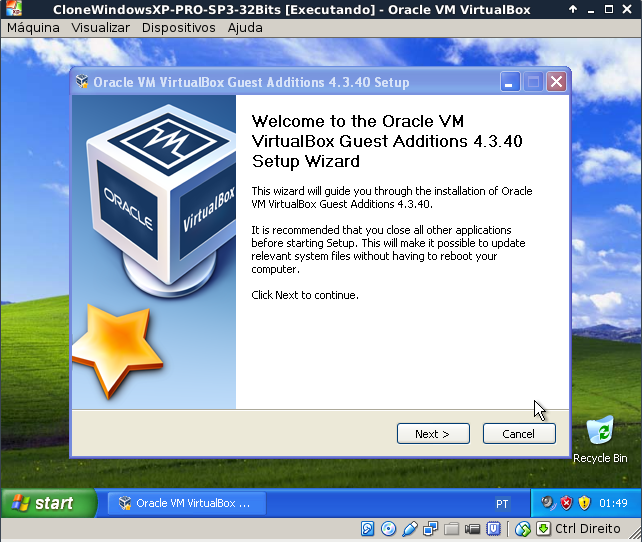 CloneWindowsXP-PRO-SP3-32Bits [Executando] - Oracle VM VirtualBox
Máquina Visualizar Dispositivos Ajuda
Oracle VM VirtualBox Guest Additions 4.3.40 Setup
Welcome to the Oracle VM
VirtualBox Guest Additions 4.3.40
Setup Wizard
This wizard will guide you through the installation of Oracle
VM VirtualBox Guest Additions 4.3.40.
It is recommended that you close all other applications
before starting Setup. This will make it possible to update
relevant system files without having to reboot your
computer.
Click Next to continue.
ORACLE
VirtualBox
Next >
Cancel
Recycle Bin
start
Oracle VM VirtualBox ...
PT
01:49
Ctrl Direito